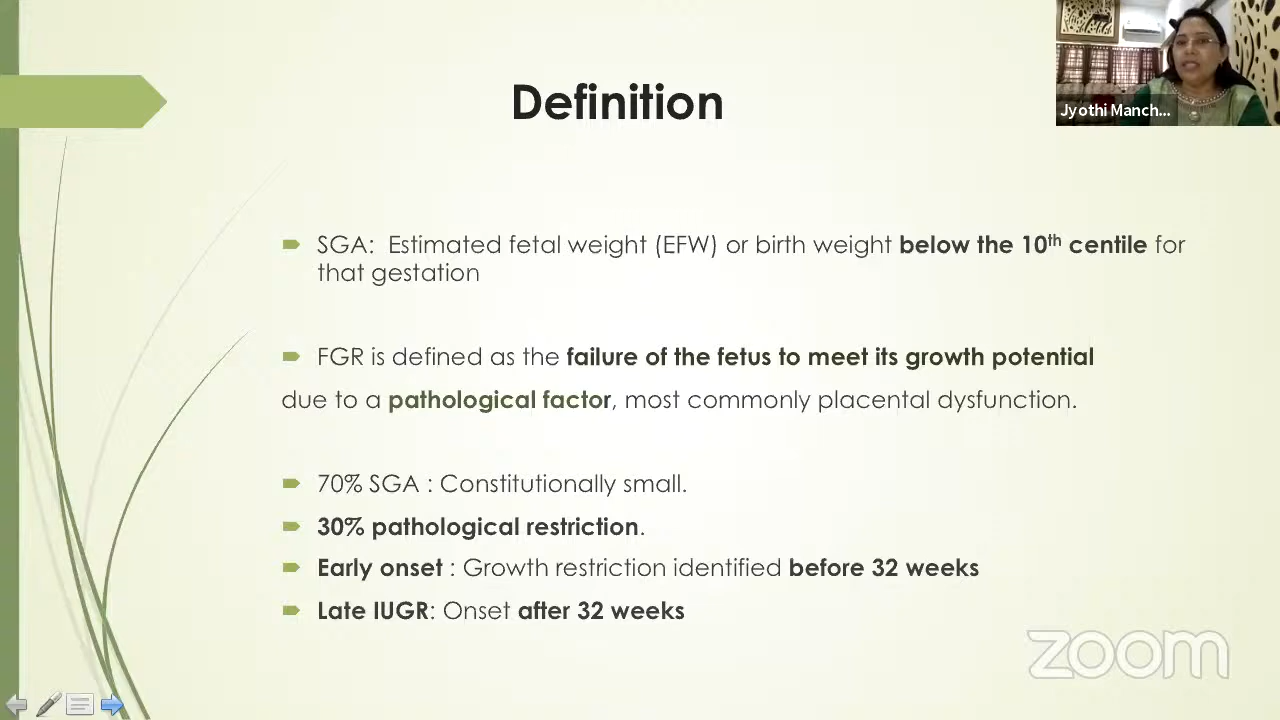 Definition
Jyothi Manch...
SGA: Estimated fetal weight (EFW) or birth weight below the 10th centile for
that gestation
FGR is defined as the failure of the fetus to meet its growth potential
due to a pathological factor, most commonly placental dysfunction.
70% SGA : Constitutionally small.
30% pathological restriction.
Early onset : Growth restriction identified before 32 weeks
Late IUGR: Onset after 32 weeks
zoom